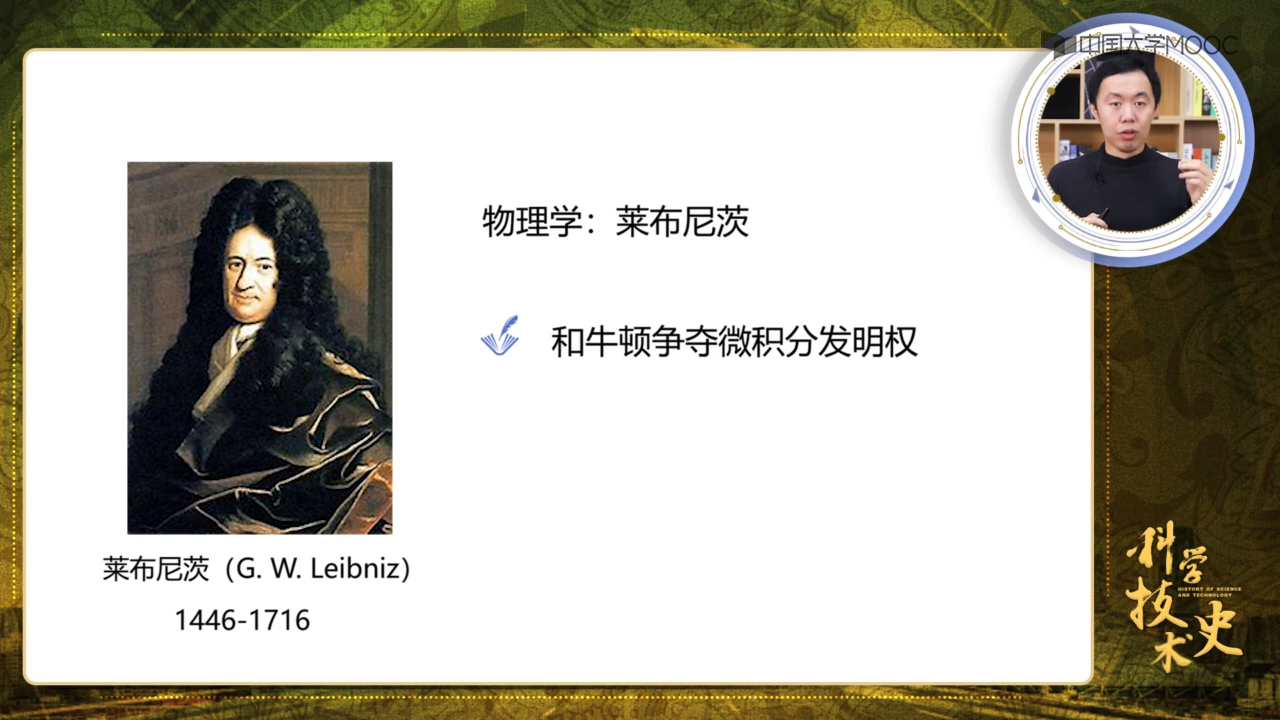 中国大学MOOC
物理学：莱布尼茨
和牛顿争夺微积分发明权
莱布尼茨（G. W. Leibniz）
1446-1716
科学
技术史
HISTORY OF SCIENCE
AND TECHNOLOGY